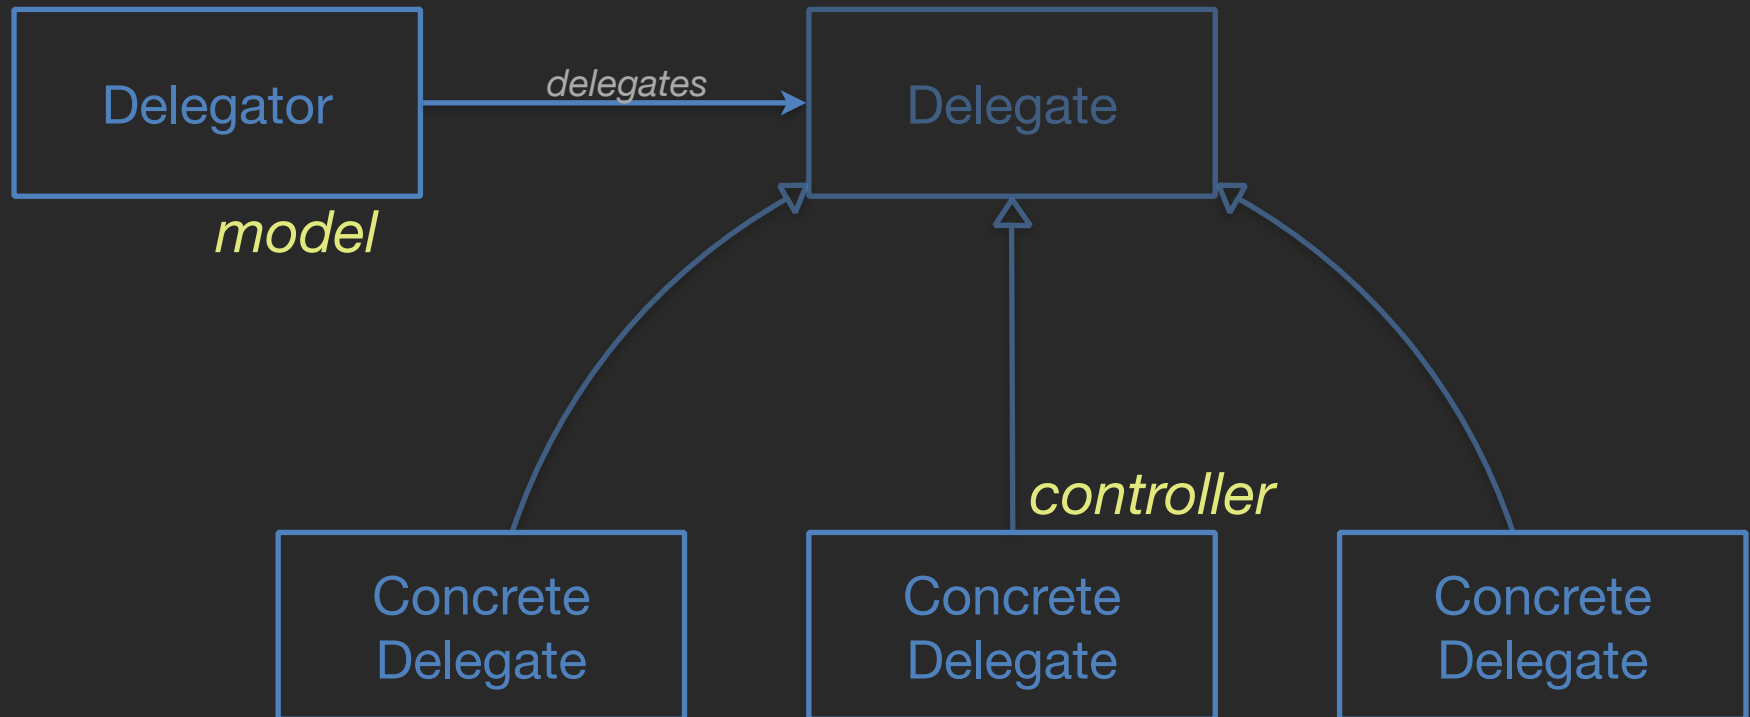 Delegator
delegates
Delegate
model
controller
Concrete
Delegate
Concrete
Delegate
Concrete
Delegate